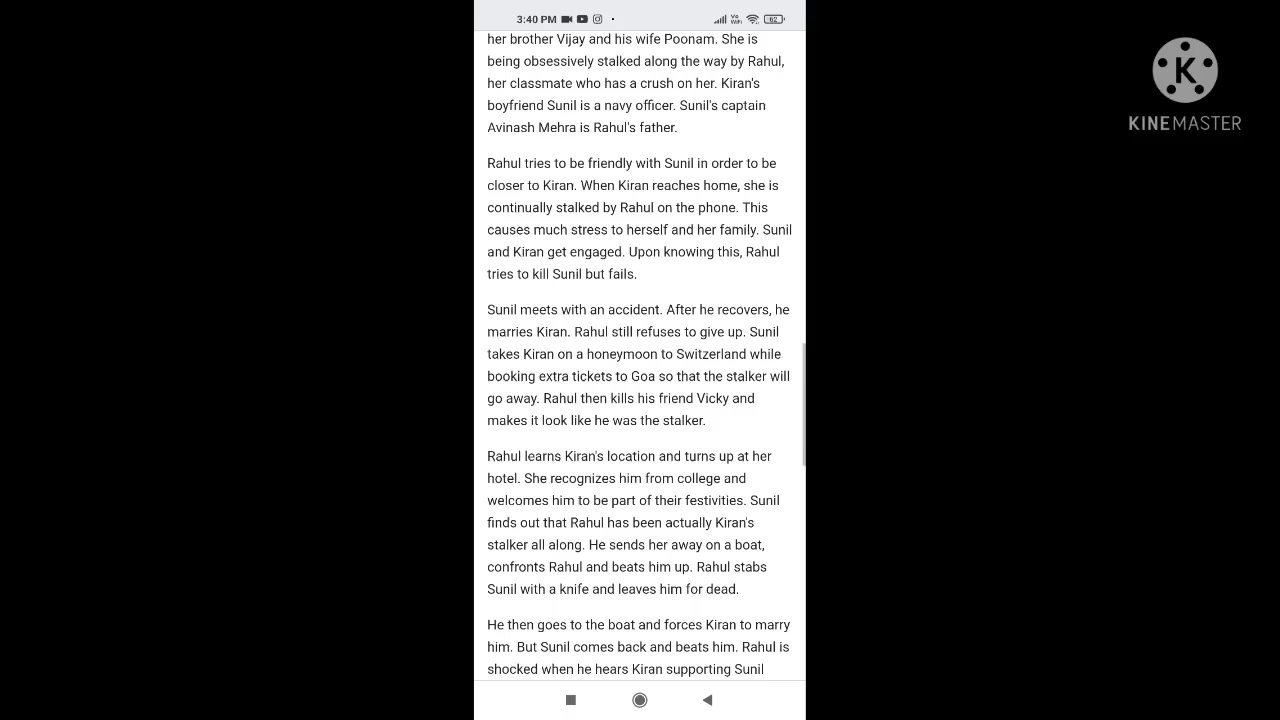 3:40 PM
Vo
WiFi
62
her brother Vijay and his wife Poonam. She is
being obsessively stalked along the way by Rahul,
her classmate who has a crush on her. Kiran's
boyfriend Sunil is a navy officer. Sunil's captain
Avinash Mehra is Rahul's father.
Rahul tries to be friendly with Sunil in order to be
closer to Kiran. When Kiran reaches home, she is
continually stalked by Rahul on the phone. This
causes much stress to herself and her family. Sunil
and Kiran get engaged. Upon knowing this, Rahul
tries to kill Sunil but fails.
Sunil meets with an accident. After he recovers, he
marries Kiran. Rahul still refuses to give up. Sunil
takes Kiran on a honeymoon to Switzerland while
booking extra tickets to Goa so that the stalker will
go away. Rahul then kills his friend Vicky and
makes it look like he was the stalker.
Rahul learns Kiran's location and turns up at her
hotel. She recognizes him from college and
welcomes him to be part of their festivities. Sunil
finds out that Rahul has been actually Kiran's
stalker all along. He sends her away on a boat,
confronts Rahul and beats him up. Rahul stabs
Sunil with a knife and leaves him for dead.
He then goes to the boat and forces Kiran to marry
him. But Sunil comes back and beats him. Rahul is
shocked when he hears Kiran supporting Sunil
K
KINEMASTER